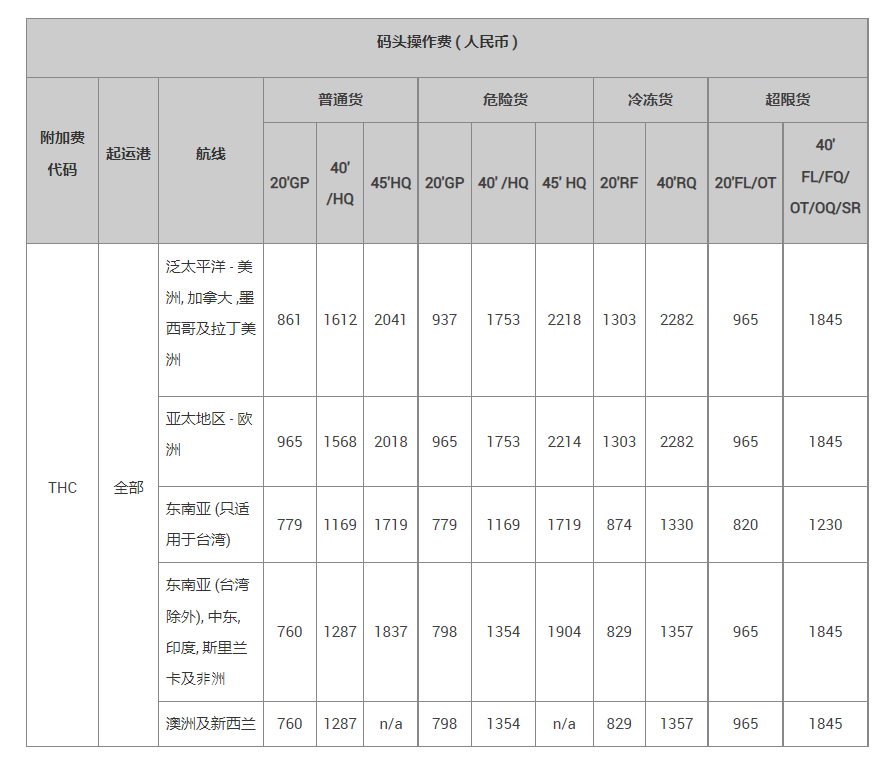 码头操作费 ( 人民币 )
附加费
代码
起运港
航线
普通货
危险货
冷冻货
超限货
20'GP
40'
/HQ
45'HQ
20'GP
40' /HQ
45' HQ
20'RF
40'RQ
20'FL/OT
40'
FL/FQ/
OT/OQ/SR
THC
全部
泛太平洋 - 美
洲, 加拿大 ,墨
西哥及拉丁美
洲
861 1612 2041 937 1753 2218 1303 2282 965 1845
亚太地区 - 欧
洲
965 1568 2018 965 1753 2214 1303 2282 965 1845
东南亚 (只适
用于台湾)
779 1169 1719 779 1169 1719 874 1330 820 1230
东南亚 (台湾
除外), 中东,
印度, 斯里兰
卡及非洲
760 1287 1837 798 1354 1904 829 1357 965 1845
澳洲及新西兰 760 1287 n/a 798 1354 n/a 829 1357 965 1845